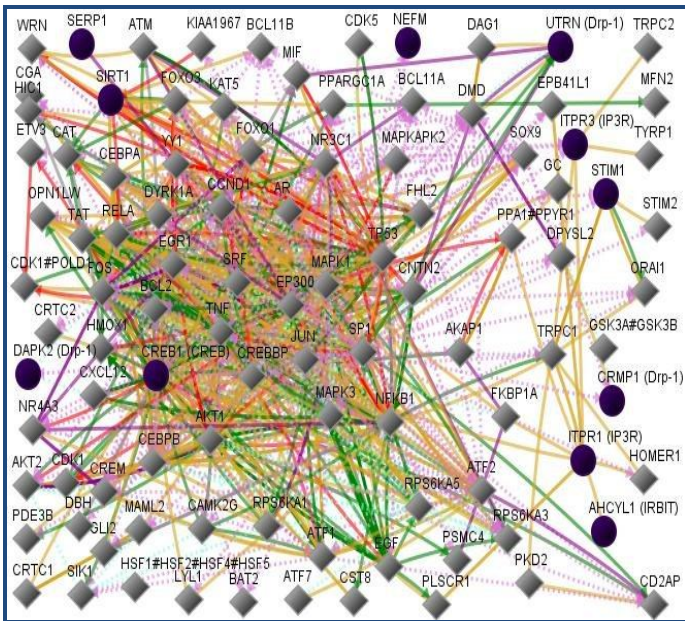 WRN
SERP1
ATM
KIAA1967
BCL11B
CDK5
NEFM
DAG1
UTRN (Drp-1)
TRPC2
MIF
CGA
HIC1
SIRT1
FOXO3
KAT5
PPARGC1A
BCL11A
DMD
EPB41L1
MFN2
ETV3
CAT
CEBPA
YY1
FOXO1
NR3C1
MAPKAPK2
SOX9
ITPR3 (IP3R)
TYRP1
GC
STIM1
OPN1LW
TAT
RELA
DYRK1A
CCND1
AR
FHL2
PPA1#PPYR1
STIM2
TP53
DPYSL2
CDK1#POLD1
FOS
EGR1
BCL2
SRF
EP300
MAPK1
CNTN2
ORAI1
CRTC2
HMOX1
TNF
JUN
SP1
AKAP1
TRPC1
GSK3A#GSK3B
DAPK2 (Drp-1)
CREB1 (CREB)
CREBBP
CXCL12
MAPK3
NFKB1
FKBP1A
CRMP1 (Drp-1)
NR4A3
AKT1
CEBPB
ITPR1 (IP3R)
HOMER1
AKT2
CDK1
CREM
ATF2
DBH
RPS6KA5
PDE3B
GLI2
MAML2
CAMK2G
RPS6KA1
RPS6KA3
AHCYL1 (IRBIT)
ATP1
EGF
PSMC4
CRTC1
SIK1
HSF1#HSF2#HSF4#HSF5
LYL1
BAT2
ATF7
CST8
PLSCR1
PKD2
CD2AP